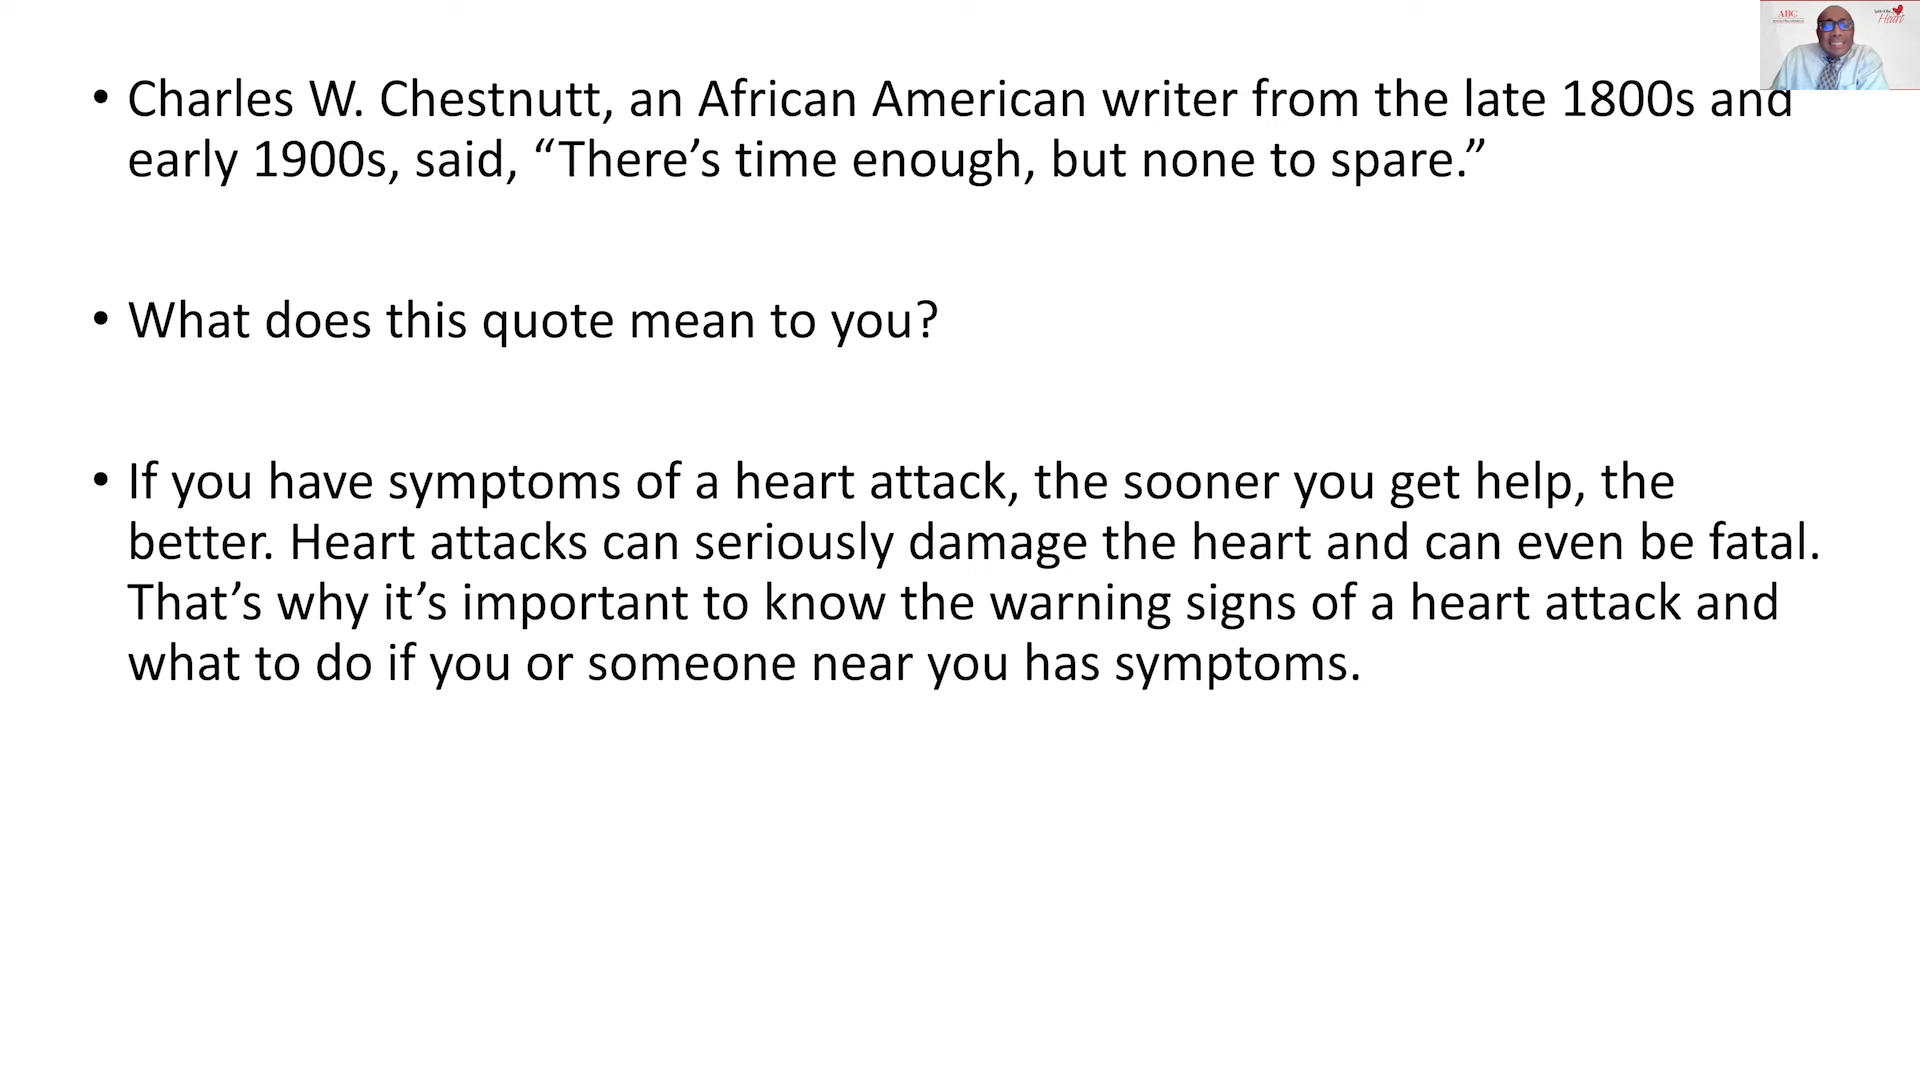 ABC
Heart
• Charles W. Chestnutt, an African American writer from the late 1800s and
early 1900s, said, “There’s time enough, but none to spare.”
• What does this quote mean to you?
• If you have symptoms of a heart attack, the sooner you get help, the
better. Heart attacks can seriously damage the heart and can even be fatal.
That’s why it’s important to know the warning signs of a heart attack and
what to do if you or someone near you has symptoms.